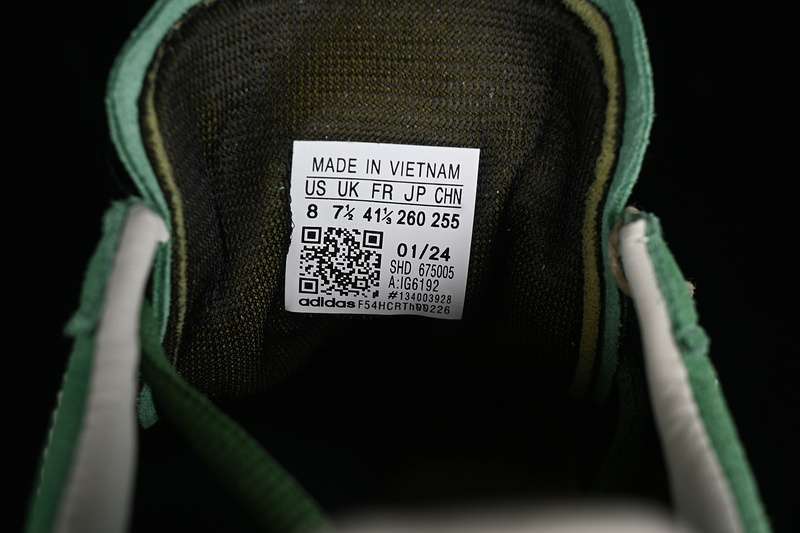 MADE IN VIETNAM
US UK FR JP CHN
8 7½ 41⅓ 260 255
01/24
SHD 675005
A:IG6192
#134003928
adidas F54HCRTh00226